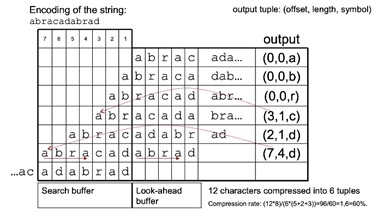 Encoding of the string:
abracadabrad
output tuple: (offset, length, symbol)
7 6 5 4 3 2 1 output
a b r a c ada... (0,0,a)
a b r a c a dab... (0,0,b)
a b r a c a d abr... (0,0,r)
a b r a c a d a bra... (3,1,c)
a b r a c a d a b r ad (2,1,d)
a b r a c a d a b r a d (7,4,d)
...ac a d a b r a d
Search buffer Look-ahead buffer 12 characters compressed into 6 tuples
Compression rate: (12*8)/(6*(5+2+3))=96/60=1,6=60%.